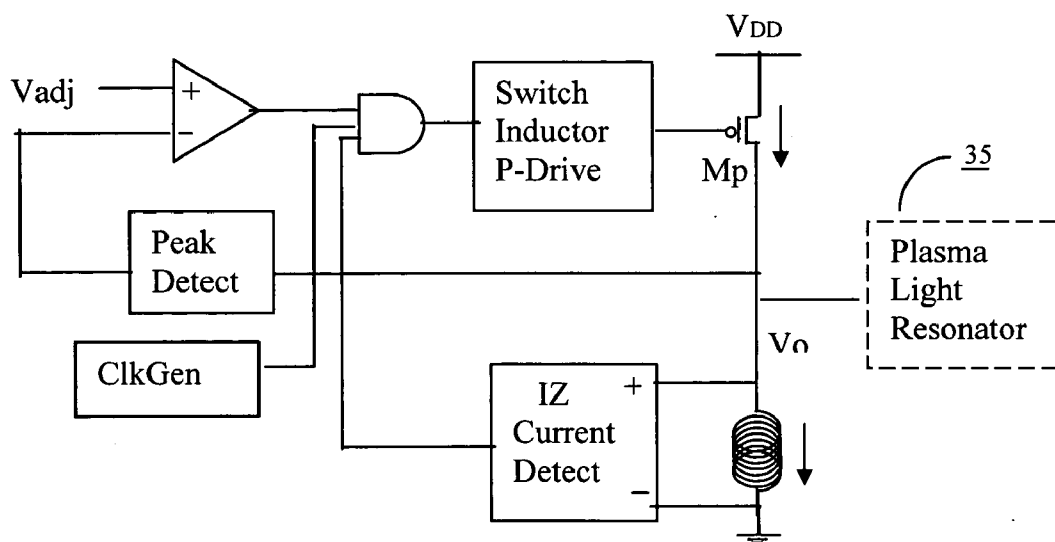 VDD
Vadj
+
−
Switch
Inductor
P-Drive
Mp
35
Peak
Detect
Plasma
Light
Resonator
Vo
ClkGen
IZ
Current
Detect
+
−